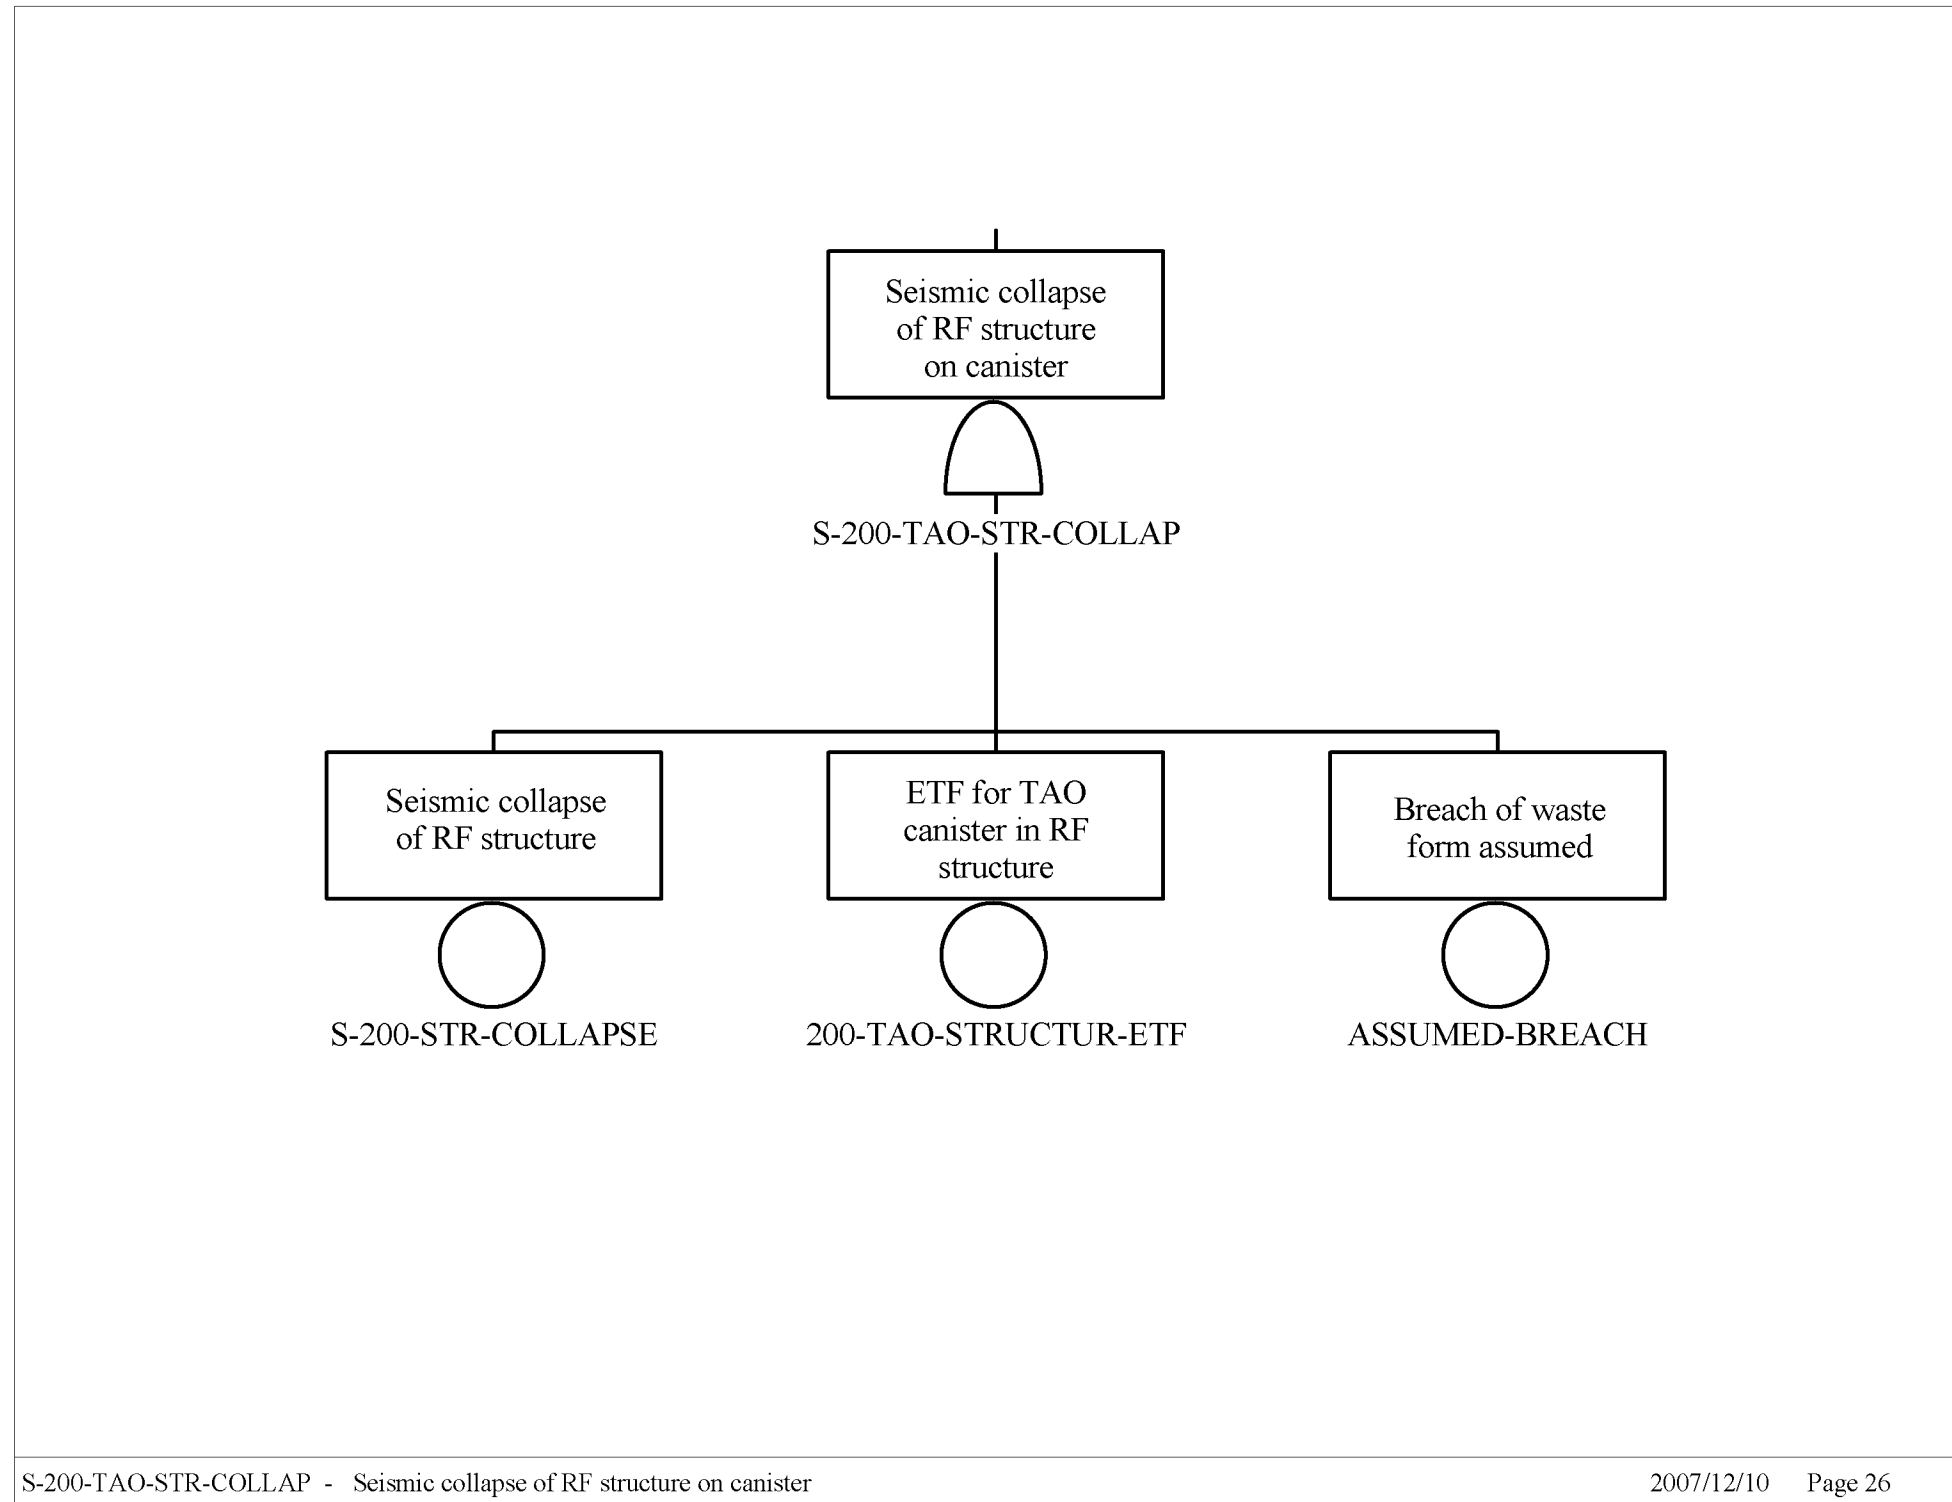 Seismic collapse
of RF structure
on canister
S-200-TAO-STR-COLLAP
Seismic collapse
of RF structure
ETF for TAO
canister in RF
structure
Breach of waste
form assumed
S-200-STR-COLLAPSE
200-TAO-STRUCTUR-ETF
ASSUMED-BREACH
S-200-TAO-STR-COLLAP - Seismic collapse of RF structure on canister
2007/12/10 Page 26